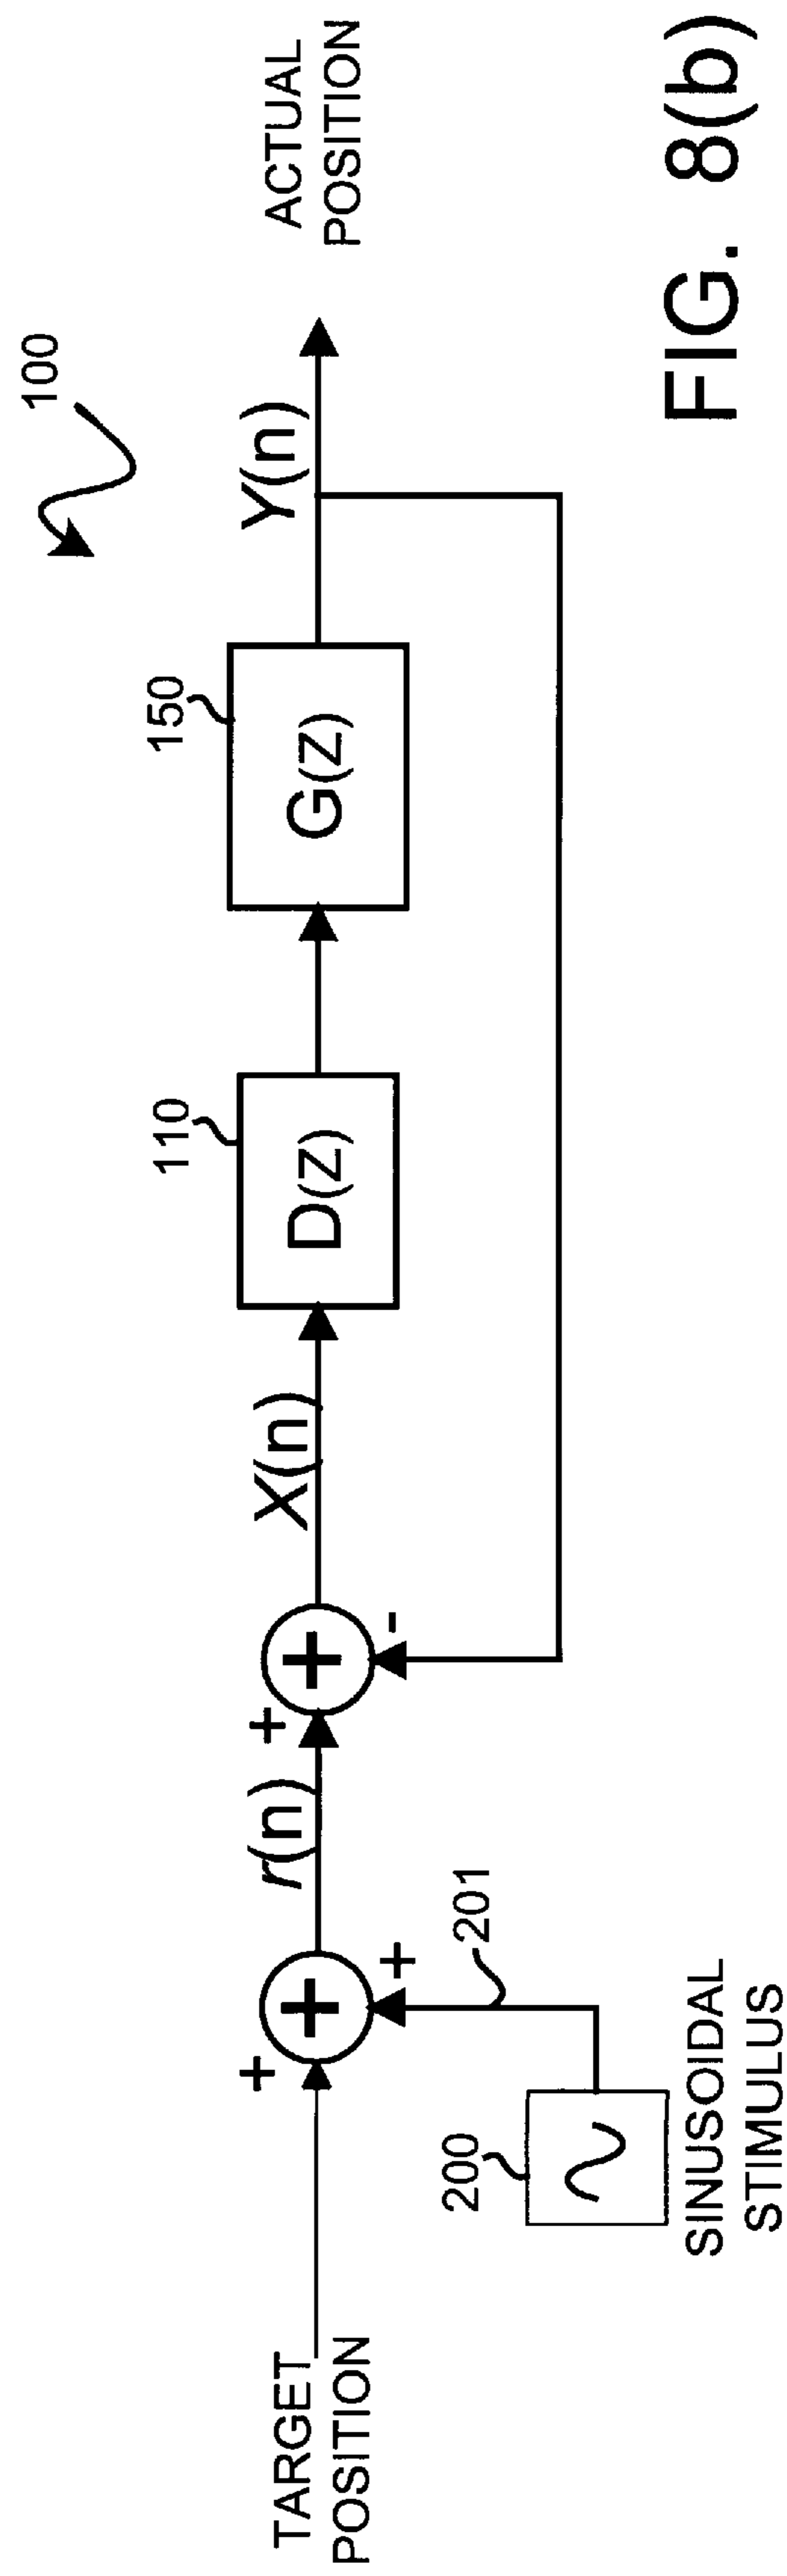 100
TARGET
POSITION
+
+
r(n)
+
-
X(n)
110
D(Z)
150
G(Z)
Y(n)
ACTUAL
POSITION
200
201
SINUSOIDAL
STIMULUS
FIG. 8(b)